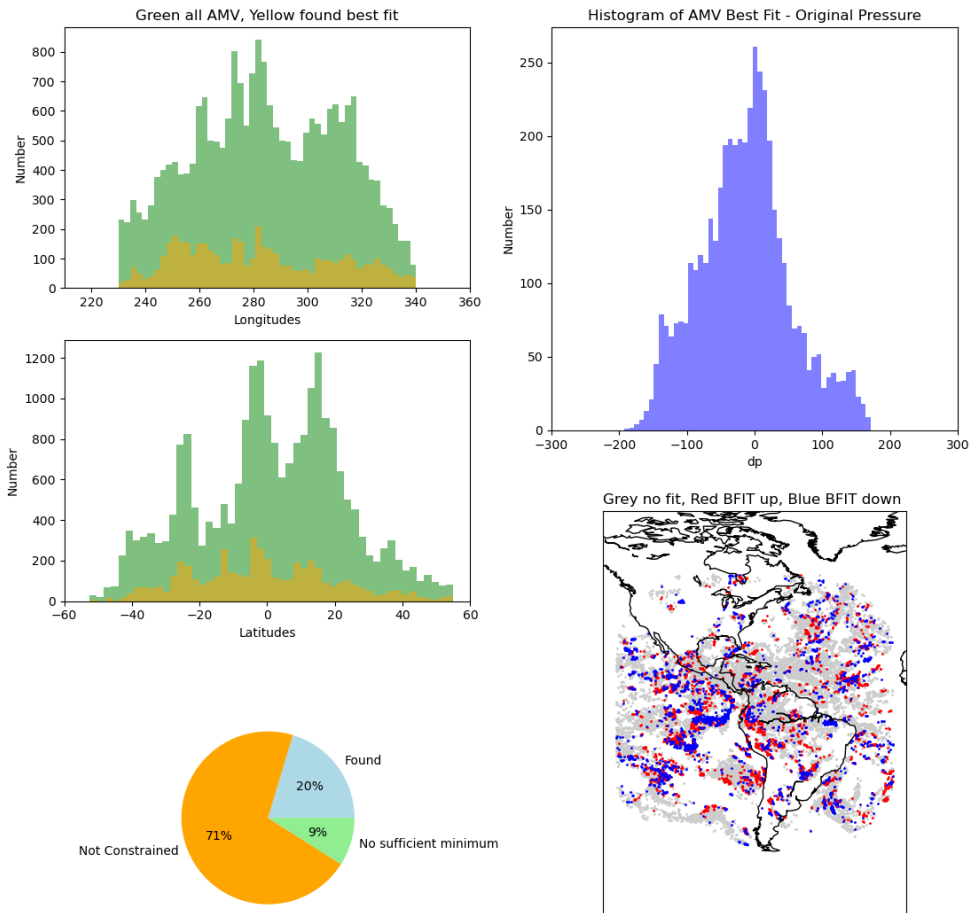 Green all AMV, Yellow found best fit
Number
800
700
600
500
400
300
200
100
0
220 240 260 280 300 320 340 360
Longitudes
Histogram of AMV Best Fit - Original Pressure
Number
250
200
150
100
50
0
−300 −200 −100 0 100 200 300
dp
Number
1200
1000
800
600
400
200
0
−60 −40 −20 0 20 40 60
Latitudes
Grey no fit, Red BFIT up, Blue BFIT down
Found
20%
71%
9%
Not Constrained
No sufficient minimum